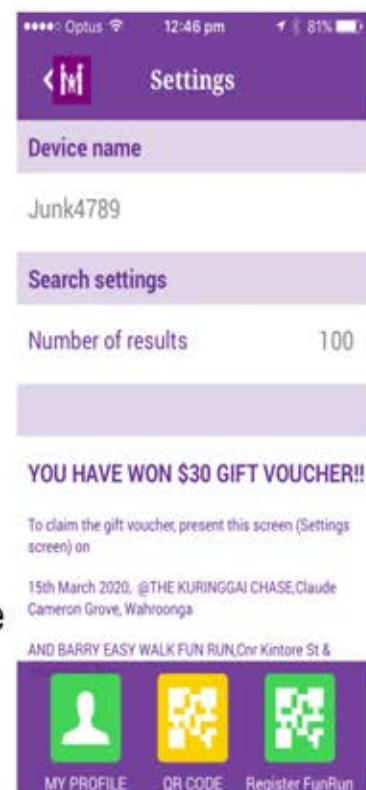 Optus 12:46 pm 81%
Settings
Device name
Junk4789
Search settings
Number of results 100
YOU HAVE WON $30 GIFT VOUCHER!!
To claim the gift voucher, present this screen (Settings
screen) on
15th March 2020, @THE KURINGGAI CHASE,Claude
Cameron Grove, Wahroonga
AND BARRY EASY WALK FUN RUN,Cnr Kintore St &
MY PROFILE QR CODE Register FunRun
e